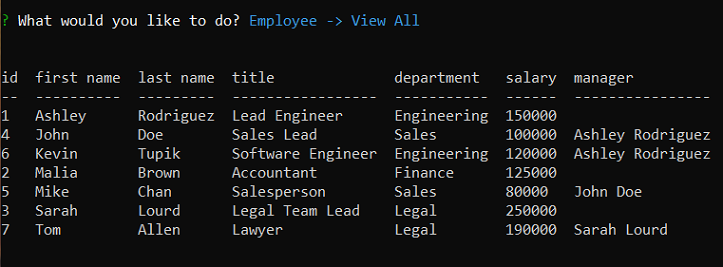 ? What would you like to do? Employee -> View All
id  first name  last name  title              department   salary  manager
--  ----------  ---------  -----------------  -----------  ------  ----------------
1   Ashley      Rodriguez  Lead Engineer      Engineering  150000
4   John        Doe        Sales Lead         Sales        100000  Ashley Rodriguez
6   Kevin       Tupik      Software Engineer  Engineering  120000  Ashley Rodriguez
2   Malia       Brown      Accountant         Finance      125000
5   Mike        Chan       Salesperson        Sales        80000   John Doe
3   Sarah       Lourd      Legal Team Lead    Legal        250000
7   Tom         Allen      Lawyer             Legal        190000  Sarah Lourd